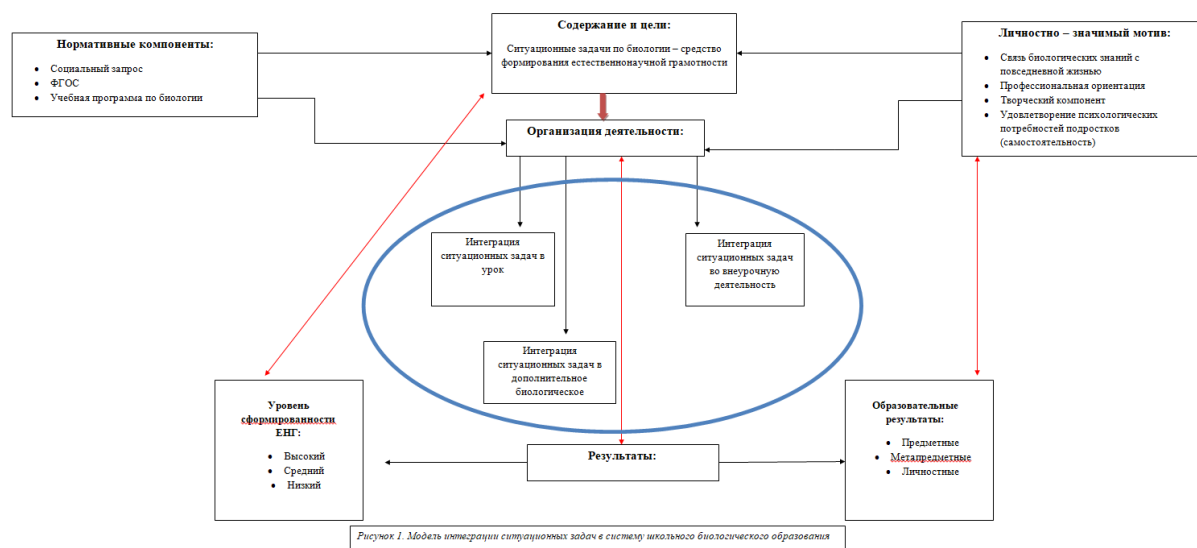 Содержание и цели:
Ситуационные задачи по биологии – средство
формирования естественнонаучной грамотности
Нормативные компоненты:
Социальный запрос
ФГОС
Учебная программа по биологии
Личностно – значимый мотив:
Связь биологических знаний с
повседневной жизнью
Профессиональная ориентация
Творческий компонент
Удовлетворение психологических
потребностей подростков
(самостоятельность)
Организация деятельности:
Интеграция
ситуационных задач в
урок
Интеграция
ситуационных задач
во внеурочную
деятельность
Интеграция
ситуационных задач в
дополнительное
биологическое
Уровень
сформированности
ЕНГ:
Высокий
Средний
Низкий
Результаты:
Образовательные
результаты:
Предметные
Метапредметные
Личностные
Рисунок 1. Модель интеграции ситуационных задач в систему школьного биологического образования